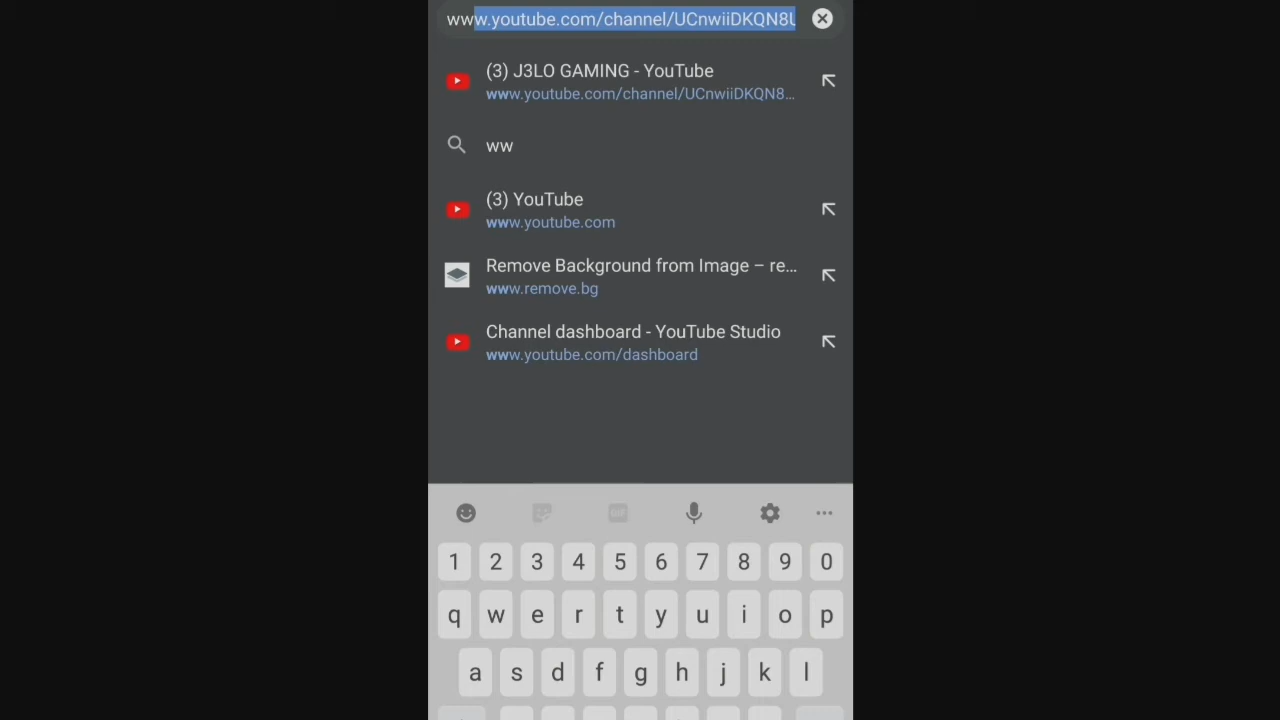 www.youtube.com/channel/UCnwiiDKQN8U
(3) J3LO GAMING - YouTube
www.youtube.com/channel/UCnwiiDKQN8...
ww
(3) YouTube
www.youtube.com
Remove Background from Image – re...
www.remove.bg
Channel dashboard - YouTube Studio
www.youtube.com/dashboard
GIF
1 2 3 4 5 6 7 8 9 0
q w e r t y u i o p
a s d f g h j k l